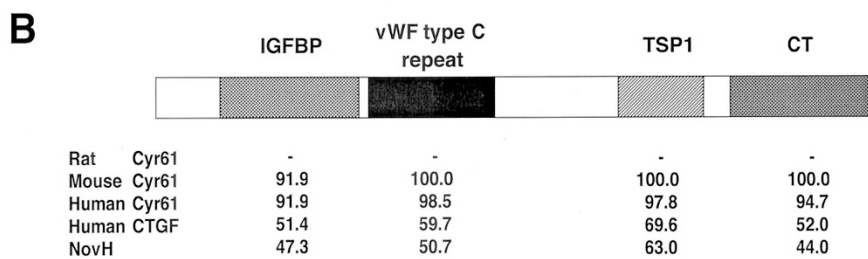 B
IGFBP vWF type C repeat TSP1 CT
Rat Cyr61 - - - -
Mouse Cyr61 91.9 100.0 100.0 100.0
Human Cyr61 91.9 98.5 97.8 94.7
Human CTGF 51.4 59.7 69.6 52.0
NovH 47.3 50.7 63.0 44.0